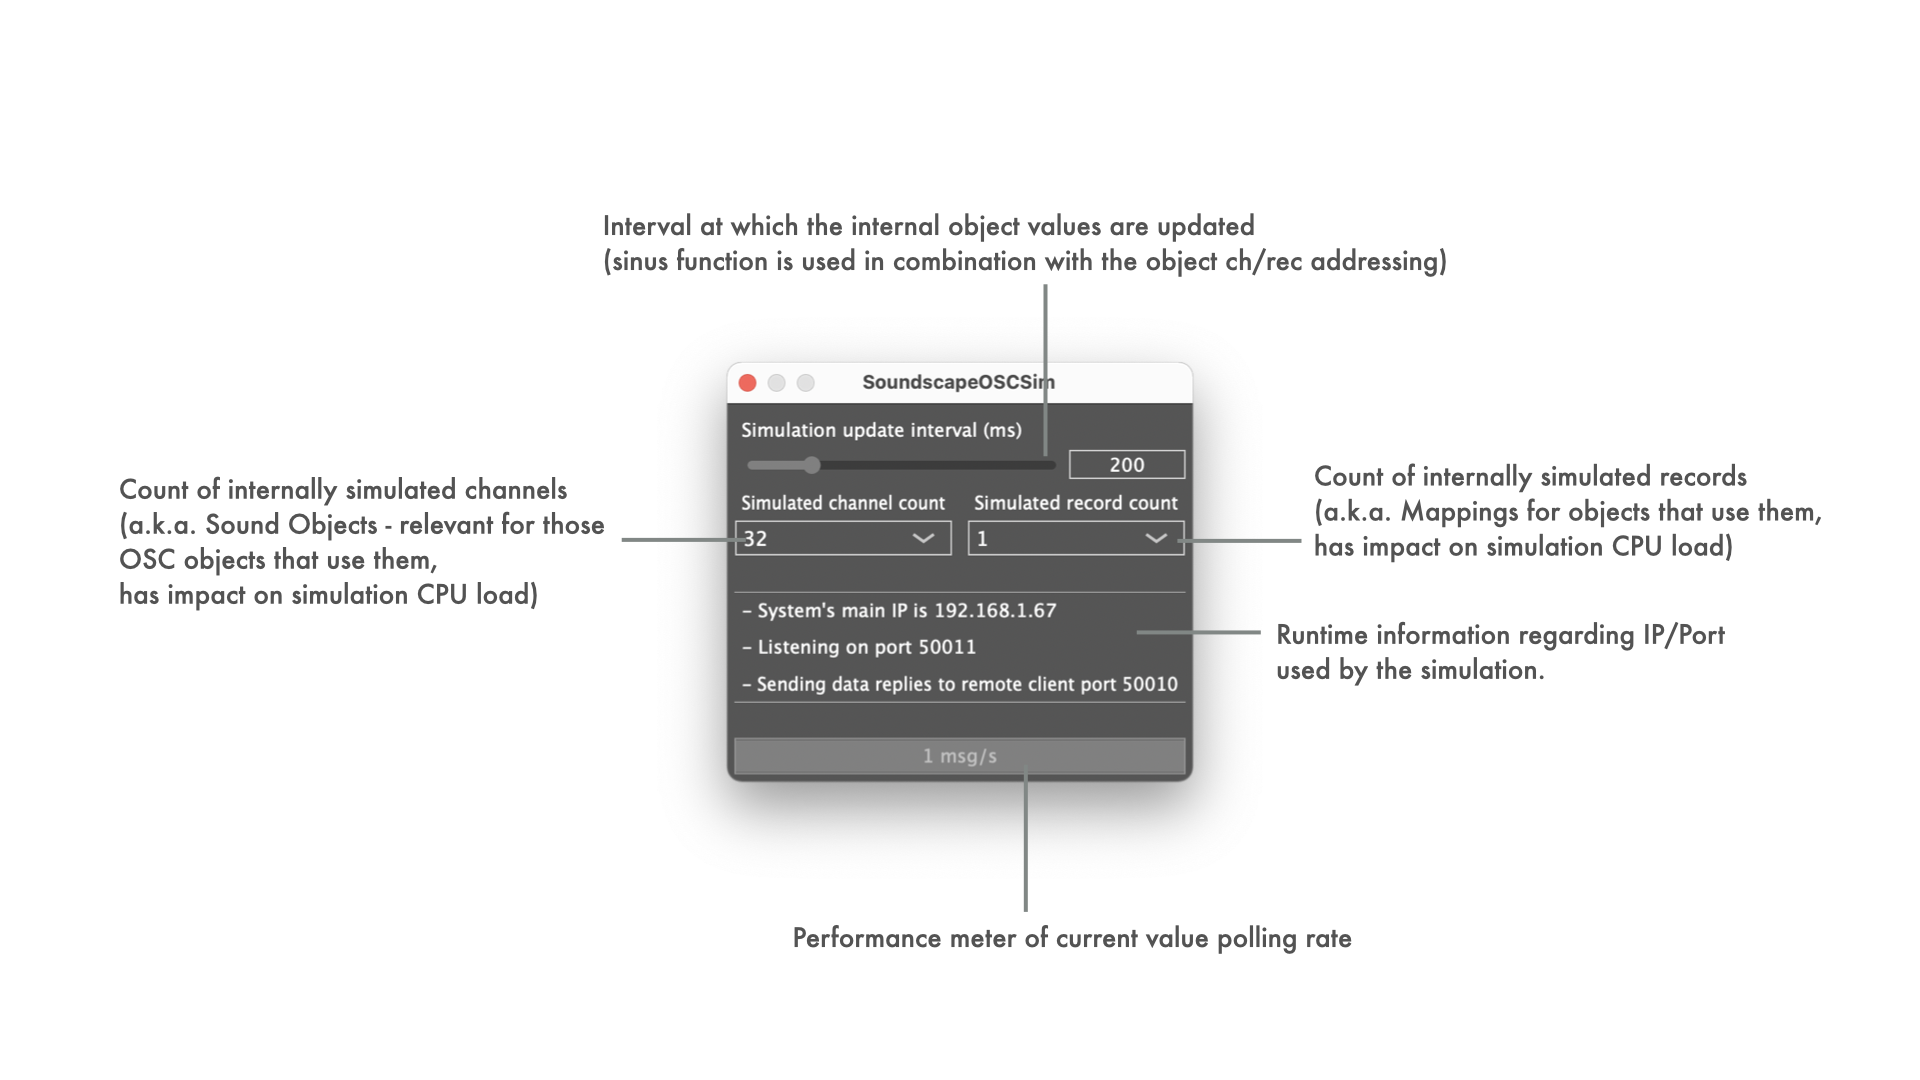 Interval at which the internal object values are updated
(sinus function is used in combination with the object ch/rec addressing)
SoundscapeOSCSim
Simulation update interval (ms)
200
Simulated channel count
Simulated record count
32
1
– System's main IP is 192.168.1.67
– Listening on port 50011
– Sending data replies to remote client port 50010
1 msg/s
Count of internally simulated channels
(a.k.a. Sound Objects - relevant for those
OSC objects that use them,
has impact on simulation CPU load)
Count of internally simulated records
(a.k.a. Mappings for objects that use them,
has impact on simulation CPU load)
Runtime information regarding IP/Port
used by the simulation.
Performance meter of current value polling rate